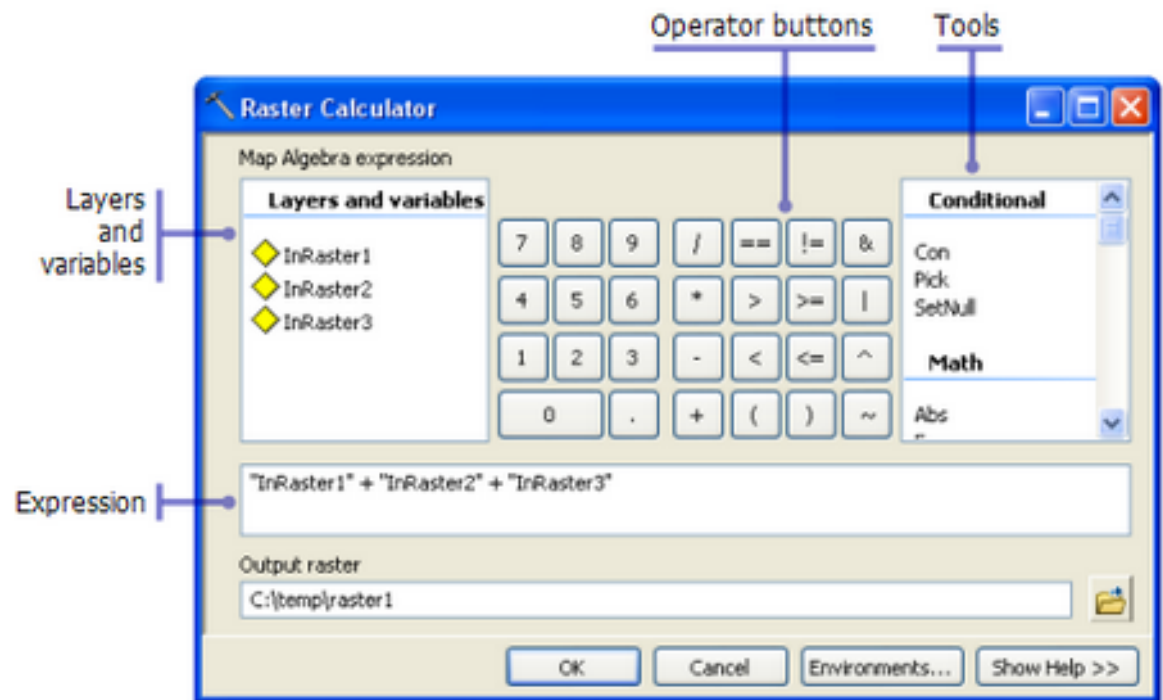 Operator buttons Tools
Raster Calculator
Map Algebra expression
Layers
and
variables
Layers and variables
InRaster1
InRaster2
InRaster3
7 8 9 / == != &
4 5 6 * > >= |
1 2 3 - < <= ^
0 . + ( ) ~
Conditional
Con
Pick
SetNull
Math
Abs
Expression
"InRaster1" + "InRaster2" + "InRaster3"
Output raster
C:\temp\raster1
OK Cancel Environments... Show Help >>